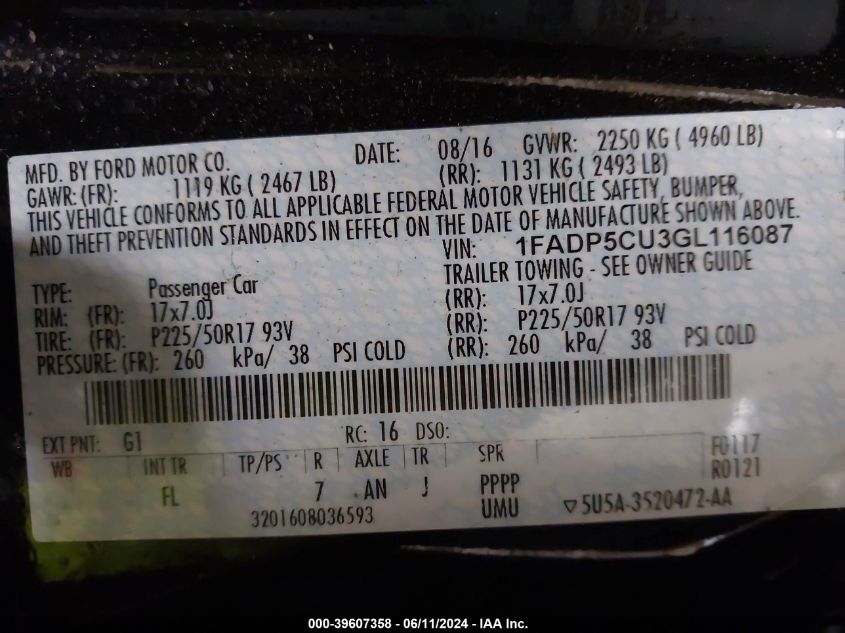 MFD. BY FORD MOTOR CO. DATE: 08/16 GVWR: 2250 KG ( 4960 LB)
GAWR: (FR): 1119 KG ( 2467 LB) (RR): 1131 KG ( 2493 LB)
THIS VEHICLE CONFORMS TO ALL APPLICABLE FEDERAL MOTOR VEHICLE SAFETY, BUMPER,
AND THEFT PREVENTION STANDARDS IN EFFECT ON THE DATE OF MANUFACTURE SHOWN ABOVE.
VIN: 1FADP5CU3GL116087
TRAILER TOWING - SEE OWNER GUIDE
TYPE: Passenger Car
RIM: (FR): 17x7.0J (RR): 17x7.0J
TIRE: (FR): P225/50R17 93V (RR): P225/50R17 93V
PRESSURE: (FR): 260 kPa/ 38 PSI COLD (RR): 260 kPa/ 38 PSI COLD
EXT PNT: G1 RC: 16 DSO: F0117
WB INT TR TP/PS R AXLE TR SPR R0121
FL 7 AN J PPPP
3201608036593 UMU ▽ 5U5A-3520472-AA
000-39607358 - 06/11/2024 - IAA Inc.